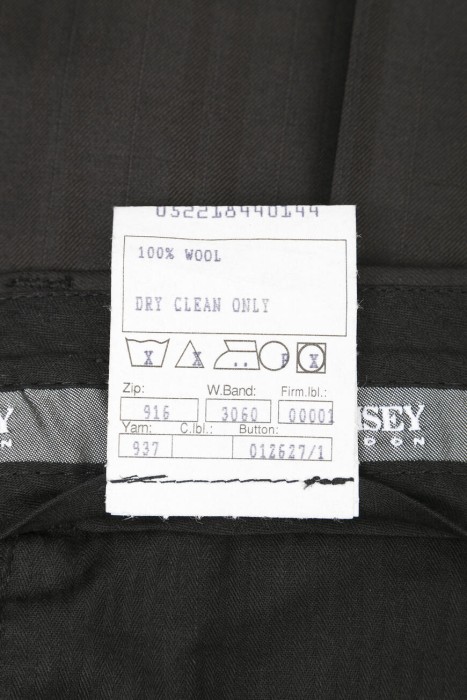 032218440144
100% WOOL
DRY CLEAN ONLY
X X P X
Zip: W.Band: Firm.lbl.:
916 3060 00001
Yarn: C.lbl.: Button:
937 012627/1
Y SEY
N DON